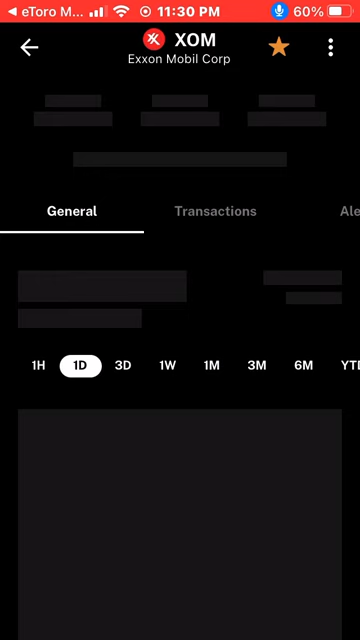 ◀ eToro M... 11:30 PM 60%
XOM
Exxon Mobil Corp
General Transactions Ale
1H 1D 3D 1W 1M 3M 6M YTD